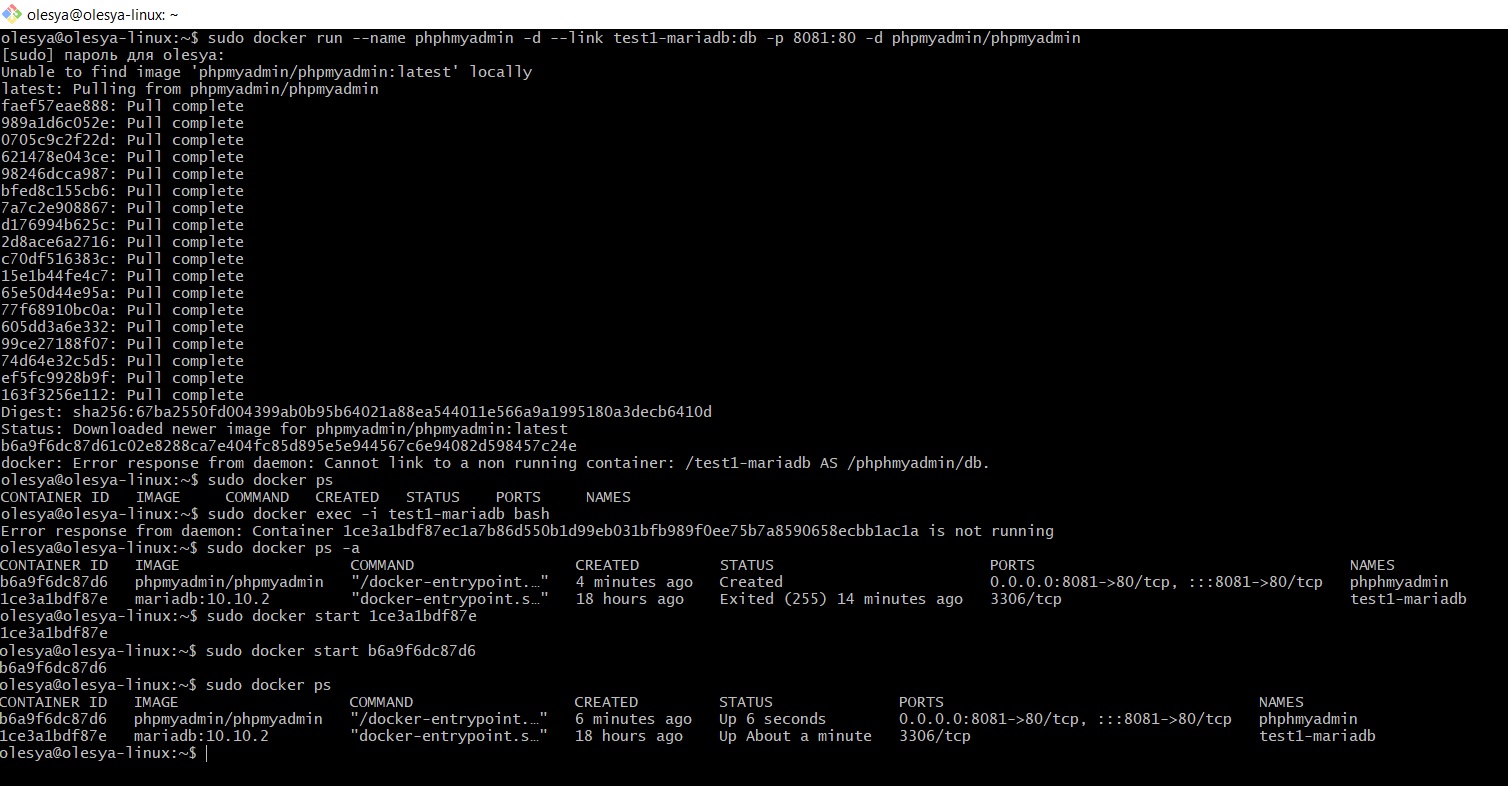 olesya@olesya-linux: ~
olesya@olesya-linux:~$ sudo docker run --name phphmyadmin -d --link test1-mariadb:db -p 8081:80 -d phpmyadmin/phpmyadmin
[sudo] пароль для olesya:
Unable to find image 'phpmyadmin/phpmyadmin:latest' locally
latest: Pulling from phpmyadmin/phpmyadmin
faef57eae888: Pull complete
989a1d6c052e: Pull complete
0705c9c2f22d: Pull complete
621478e043ce: Pull complete
98246dcca987: Pull complete
bfed8c155cb6: Pull complete
7a7c2e908867: Pull complete
d176994b625c: Pull complete
2d8ace6a2716: Pull complete
c70df516383c: Pull complete
15e1b44fe4c7: Pull complete
65e50d44e95a: Pull complete
77f68910bc0a: Pull complete
605dd3a6e332: Pull complete
99ce27188f07: Pull complete
74d64e32c5d5: Pull complete
ef5fc9928b9f: Pull complete
163f3256e112: Pull complete
Digest: sha256:67ba2550fd004399ab0b95b64021a88ea544011e566a9a1995180a3decb6410d
Status: Downloaded newer image for phpmyadmin/phpmyadmin:latest
b6a9f6dc87d61c02e8288ca7e404fc85d895e5e944567c6e94082d598457c24e
docker: Error response from daemon: Cannot link to a non running container: /test1-mariadb AS /phphmyadmin/db.
olesya@olesya-linux:~$ sudo docker ps
CONTAINER ID   IMAGE     COMMAND   CREATED   STATUS    PORTS     NAMES
olesya@olesya-linux:~$ sudo docker exec -i test1-mariadb bash
Error response from daemon: Container 1ce3a1bdf87ec1a7b86d550b1d99eb031bfb989f0ee75b7a8590658ecbb1ac1a is not running
olesya@olesya-linux:~$ sudo docker ps -a
CONTAINER ID   IMAGE                   COMMAND                  CREATED         STATUS                        PORTS                                   NAMES
b6a9f6dc87d6   phpmyadmin/phpmyadmin   "/docker-entrypoint.…"   4 minutes ago   Created                       0.0.0.0:8081->80/tcp, :::8081->80/tcp   phphmyadmin
1ce3a1bdf87e   mariadb:10.10.2         "docker-entrypoint.s…"   18 hours ago    Exited (255) 14 minutes ago   3306/tcp                                test1-mariadb
olesya@olesya-linux:~$ sudo docker start 1ce3a1bdf87e
1ce3a1bdf87e
olesya@olesya-linux:~$ sudo docker start b6a9f6dc87d6
b6a9f6dc87d6
olesya@olesya-linux:~$ sudo docker ps
CONTAINER ID   IMAGE                   COMMAND                  CREATED         STATUS              PORTS                                   NAMES
b6a9f6dc87d6   phpmyadmin/phpmyadmin   "/docker-entrypoint.…"   6 minutes ago   Up 6 seconds        0.0.0.0:8081->80/tcp, :::8081->80/tcp   phphmyadmin
1ce3a1bdf87e   mariadb:10.10.2         "docker-entrypoint.s…"   18 hours ago    Up About a minute   3306/tcp                                test1-mariadb
olesya@olesya-linux:~$